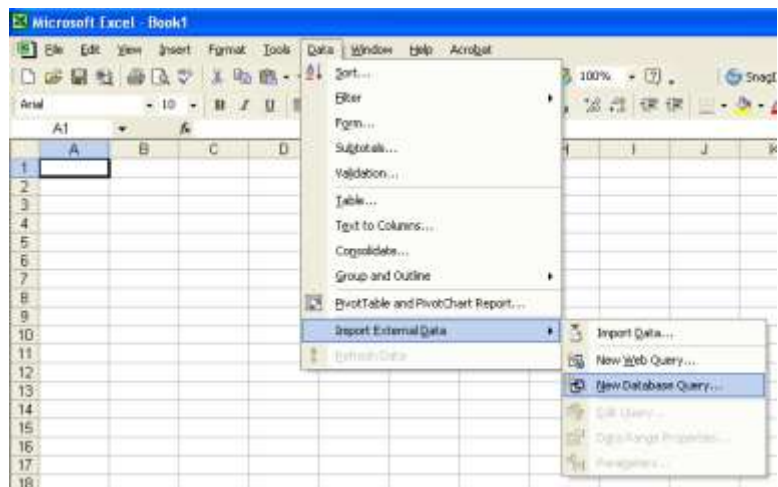 Microsoft Excel - Book1
File Edit View Insert Format Tools Data Window Help Acrobat
100% SnagI
Arial 10 B I U
A1 fx
A B C D H I J K
1
2
3
4
5
6
7
8
9
10
11
12
13
14
15
16
17
18
Sort...
Filter
Form...
Subtotals...
Validation...
Table...
Text to Columns...
Consolidate...
Group and Outline
PivotTable and PivotChart Report...
Import External Data
Refresh Data
Import Data...
New Web Query...
New Database Query...
Edit Query...
Data Range Properties...
Parameters...